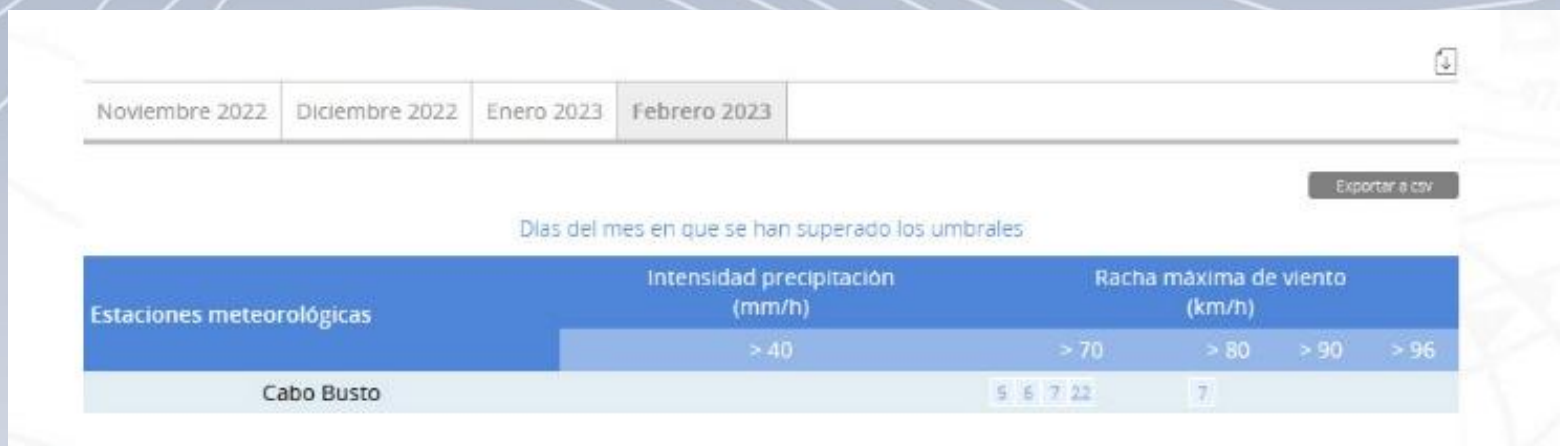 Noviembre 2022 Diciembre 2022 Enero 2023 Febrero 2023
Exportar a csv
Días del mes en que se han superado los umbrales
Estaciones meteorológicas
Intensidad precipitación
(mm/h)
Racha máxima de viento
(km/h)
> 40 > 70 > 80 > 90 > 96
Cabo Busto 5 6 7 22 7